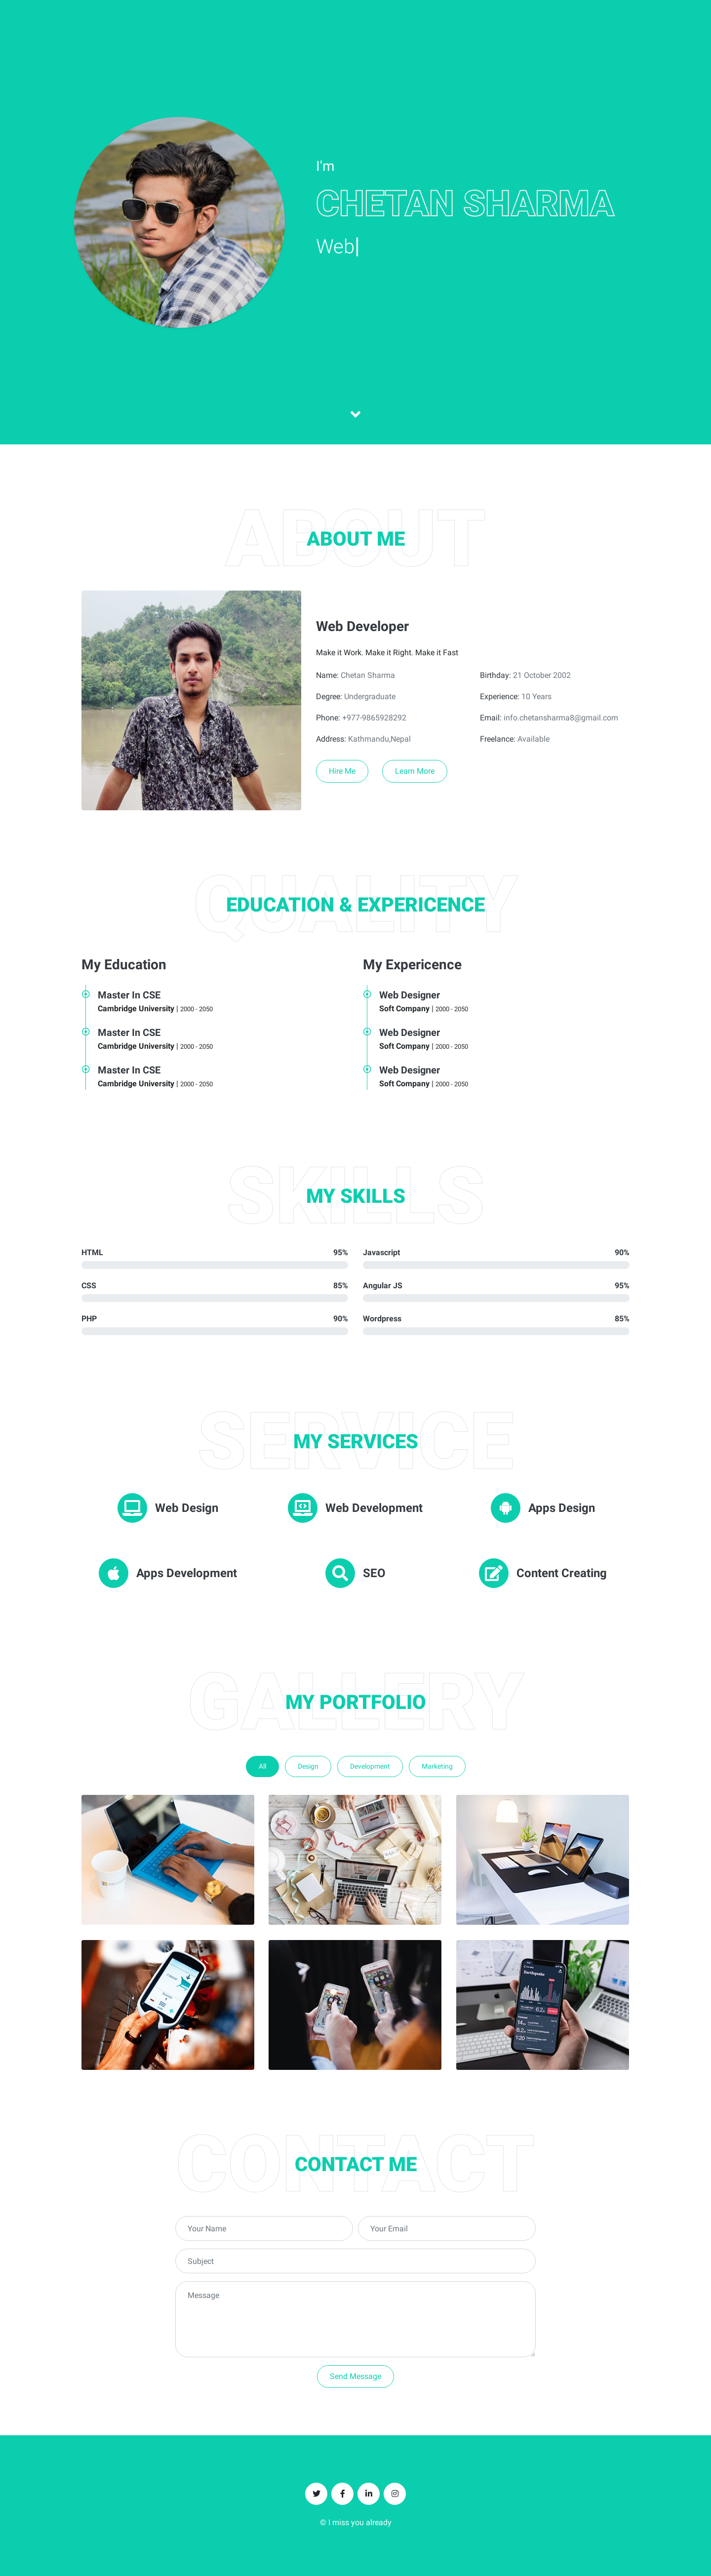 I'm
CHETAN SHARMA
Web|
ABOUT
ABOUT ME
Web Developer
Make it Work. Make it Right. Make it Fast
Name: Chetan Sharma
Birthday: 21 October 2002
Degree: Undergraduate
Experience: 10 Years
Phone: +977-9865928292
Email: info.chetansharma8@gmail.com
Address: Kathmandu,Nepal
Freelance: Available
Hire Me
Learn More
QUALITY
EDUCATION & EXPERICENCE
My Education
Master In CSE
Cambridge University | 2000 - 2050
Master In CSE
Cambridge University | 2000 - 2050
Master In CSE
Cambridge University | 2000 - 2050
My Expericence
Web Designer
Soft Company | 2000 - 2050
Web Designer
Soft Company | 2000 - 2050
Web Designer
Soft Company | 2000 - 2050
SKILLS
MY SKILLS
HTML 95%
Javascript 90%
CSS 85%
Angular JS 95%
PHP 90%
Wordpress 85%
SERVICE
MY SERVICES
Web Design
Web Development
Apps Design
Apps Development
SEO
Content Creating
GALLERY
MY PORTFOLIO
All
Design
Development
Marketing
Earthquake
CONTACT
CONTACT ME
Your Name
Your Email
Subject
Message
Send Message
© I miss you already